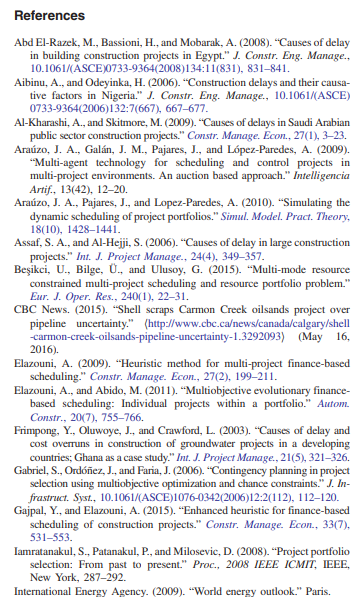 References
Abd El-Razek, M., Bassioni, H., and Mobarak, A. (2008). “Causes of delay
in building construction projects in Egypt.” J. Constr. Eng. Manage.,
10.1061/(ASCE)0733-9364(2008)134:11(831), 831–841.
Aibinu, A., and Odeyinka, H. (2006). “Construction delays and their causa-
tive factors in Nigeria.” J. Constr. Eng. Manage., 10.1061/(ASCE)
0733-9364(2006)132:7(667), 667–677.
Al-Kharashi, A., and Skitmore, M. (2009). “Causes of delays in Saudi Arabian
public sector construction projects.” Constr. Manage. Econ., 27(1), 3–23.
Araúzo, J. A., Galán, J. M., Pajares, J., and López-Paredes, A. (2009).
“Multi-agent technology for scheduling and control projects in
multi-project environments. An auction based approach.” Intelligencia
Artif., 13(42), 12–20.
Araúzo, J. A., Pajares, J., and Lopez-Paredes, A. (2010). “Simulating the
dynamic scheduling of project portfolios.” Simul. Model. Pract. Theory,
18(10), 1428–1441.
Assaf, S. A., and Al-Hejji, S. (2006). “Causes of delay in large construction
projects.” Int. J. Project Manage., 24(4), 349–357.
Beşikci, U., Bilge, Ü., and Ulusoy, G. (2015). “Multi-mode resource
constrained multi-project scheduling and resource portfolio problem.”
Eur. J. Oper. Res., 240(1), 22–31.
CBC News. (2015). “Shell scraps Carmon Creek oilsands project over
pipeline uncertainty.” ⟨http://www.cbc.ca/news/canada/calgary/shell
-carmon-creek-oilsands-pipeline-uncertainty-1.3292093⟩ (May 16,
2016).
Elazouni, A. (2009). “Heuristic method for multi-project finance-based
scheduling.” Constr. Manage. Econ., 27(2), 199–211.
Elazouni, A., and Abido, M. (2011). “Multiobjective evolutionary finance-
based scheduling: Individual projects within a portfolio.” Autom.
Constr., 20(7), 755–766.
Frimpong, Y., Oluwoye, J., and Crawford, L. (2003). “Causes of delay and
cost overruns in construction of groundwater projects in a developing
countries; Ghana as a case study.” Int. J. Project Manage., 21(5), 321–326.
Gabriel, S., Ordóñez, J., and Faria, J. (2006). “Contingency planning in project
selection using multiobjective optimization and chance constraints.” J. In-
frastruct. Syst., 10.1061/(ASCE)1076-0342(2006)12:2(112), 112–120.
Gajpal, Y., and Elazouni, A. (2015). “Enhanced heuristic for finance-based
scheduling of construction projects.” Constr. Manage. Econ., 33(7),
531–553.
Iamratanakul, S., Patanakul, P., and Milosevic, D. (2008). “Project portfolio
selection: From past to present.” Proc., 2008 IEEE ICMIT, IEEE,
New York, 287–292.
International Energy Agency. (2009). “World energy outlook.” Paris.